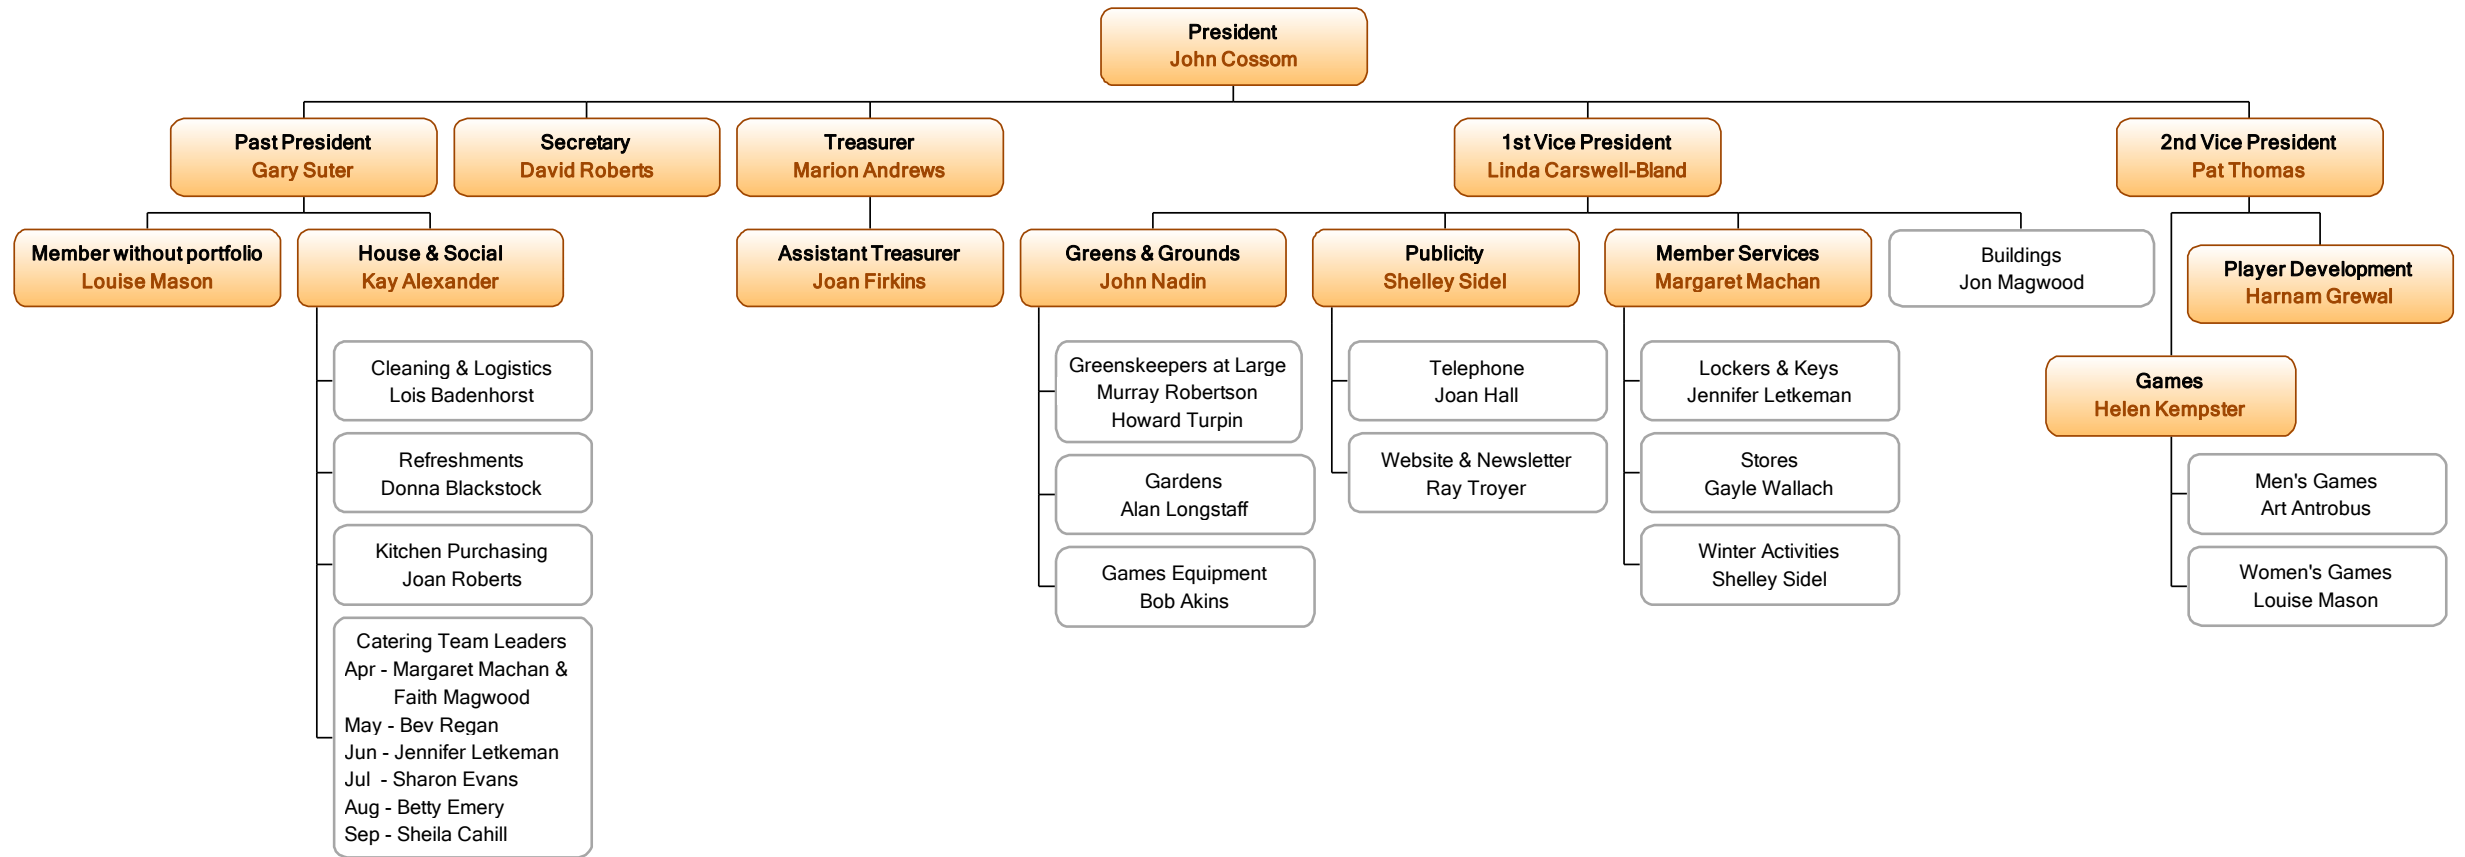 President
John Cossom
Past President
Gary Suter
Secretary
David Roberts
Treasurer
Marion Andrews
1st Vice President
Linda Carswell-Bland
2nd Vice President
Pat Thomas
Member without portfolio
Louise Mason
House & Social
Kay Alexander
Assistant Treasurer
Joan Firkins
Greens & Grounds
John Nadin
Publicity
Shelley Sidel
Member Services
Margaret Machan
Buildings
Jon Magwood
Player Development
Harnam Grewal
Cleaning & Logistics
Lois Badenhorst
Refreshments
Donna Blackstock
Kitchen Purchasing
Joan Roberts
Catering Team Leaders
Apr - Margaret Machan &
Faith Magwood
May - Bev Regan
Jun - Jennifer Letkeman
Jul - Sharon Evans
Aug - Betty Emery
Sep - Sheila Cahill
Greenskeepers at Large
Murray Robertson
Howard Turpin
Gardens
Alan Longstaff
Games Equipment
Bob Akins
Telephone
Joan Hall
Website & Newsletter
Ray Troyer
Lockers & Keys
Jennifer Letkeman
Stores
Gayle Wallach
Winter Activities
Shelley Sidel
Games
Helen Kempster
Men's Games
Art Antrobus
Women's Games
Louise Mason